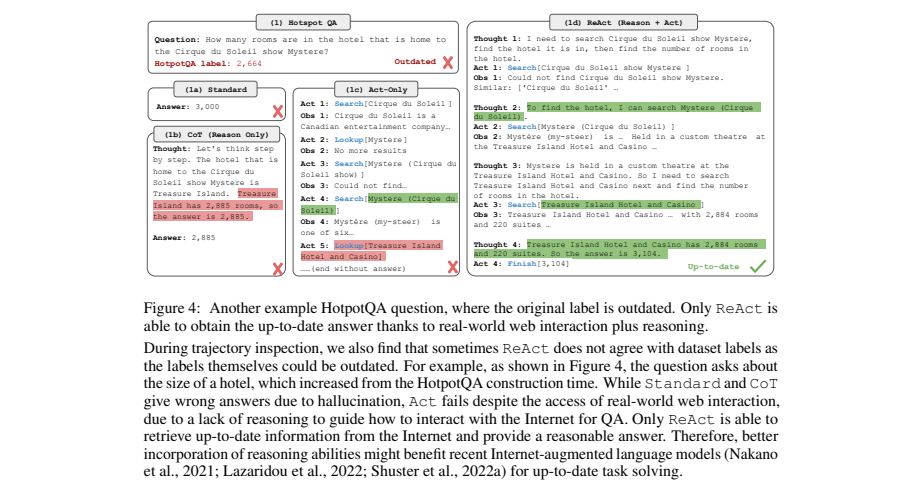 (1) Hotspot QA
Question: How many rooms are in the hotel that is home to
the Cirque du Soleil show Mystere?
HotpotQA label: 2,664
Outdated
(1a) Standard
Answer: 3,000
(1b) CoT (Reason Only)
Thought: Let's think step
by step. The hotel that is
home to the Cirque du
Soleil show Mystere is
Treasure Island. Treasure
Island has 2,885 rooms, so
the answer is 2,885.
Answer: 2,885
(1c) Act-Only
Act 1: Search[Cirque du Soleil ]
Obs 1: Cirque du Soleil is a
Canadian entertainment company…
Act 2: Lookup[Mystere]
Obs 2: No more results
Act 3: Search[Mystere (Cirque du
Soleil show) ]
Obs 3: Could not find…
Act 4: Search[Mystere (Cirque du
Soleil)]
Obs 4: Mystère (my-steer) is
one of six…
Act 5: Lookup[Treasure Island
Hotel and Casino]
……(end without answer)
(1d) ReAct (Reason + Act)
Thought 1: I need to search Cirque du Soleil show Mystere,
find the hotel it is in, then find the number of rooms in
the hotel.
Act 1: Search[Cirque du Soleil show Mystere ]
Obs 1: Could not find Cirque du Soleil show Mystere.
Similar: ['Cirque du Soleil' …
Thought 2: To find the hotel, I can search Mystere (Cirque
du Soleil).
Act 2: Search[Mystere (Cirque du Soleil) ]
Obs 2: Mystère (my-steer) is … Held in a custom theatre at
the Treasure Island Hotel and Casino …
Thought 3: Mystere is held in a custom theatre at the
Treasure Island Hotel and Casino. So I need to search
Treasure Island Hotel and Casino next and find the number
of rooms in the hotel.
Act 3: Search[Treasure Island Hotel and Casino ]
Obs 3: Treasure Island Hotel and Casino … with 2,884 rooms
and 220 suites …
Thought 4: Treasure Island Hotel and Casino has 2,884 rooms
and 220 suites. So the answer is 3,104.
Act 4: Finish[3,104]
Up-to-date
Figure 4: Another example HotpotQA question, where the original label is outdated. Only ReAct is
able to obtain the up-to-date answer thanks to real-world web interaction plus reasoning.
During trajectory inspection, we also find that sometimes ReAct does not agree with dataset labels as
the labels themselves could be outdated. For example, as shown in Figure 4, the question asks about
the size of a hotel, which increased from the HotpotQA construction time. While Standard and CoT
give wrong answers due to hallucination, Act fails despite the access of real-world web interaction,
due to a lack of reasoning to guide how to interact with the Internet for QA. Only ReAct is able to
retrieve up-to-date information from the Internet and provide a reasonable answer. Therefore, better
incorporation of reasoning abilities might benefit recent Internet-augmented language models (Nakano
et al., 2021; Lazaridou et al., 2022; Shuster et al., 2022a) for up-to-date task solving.